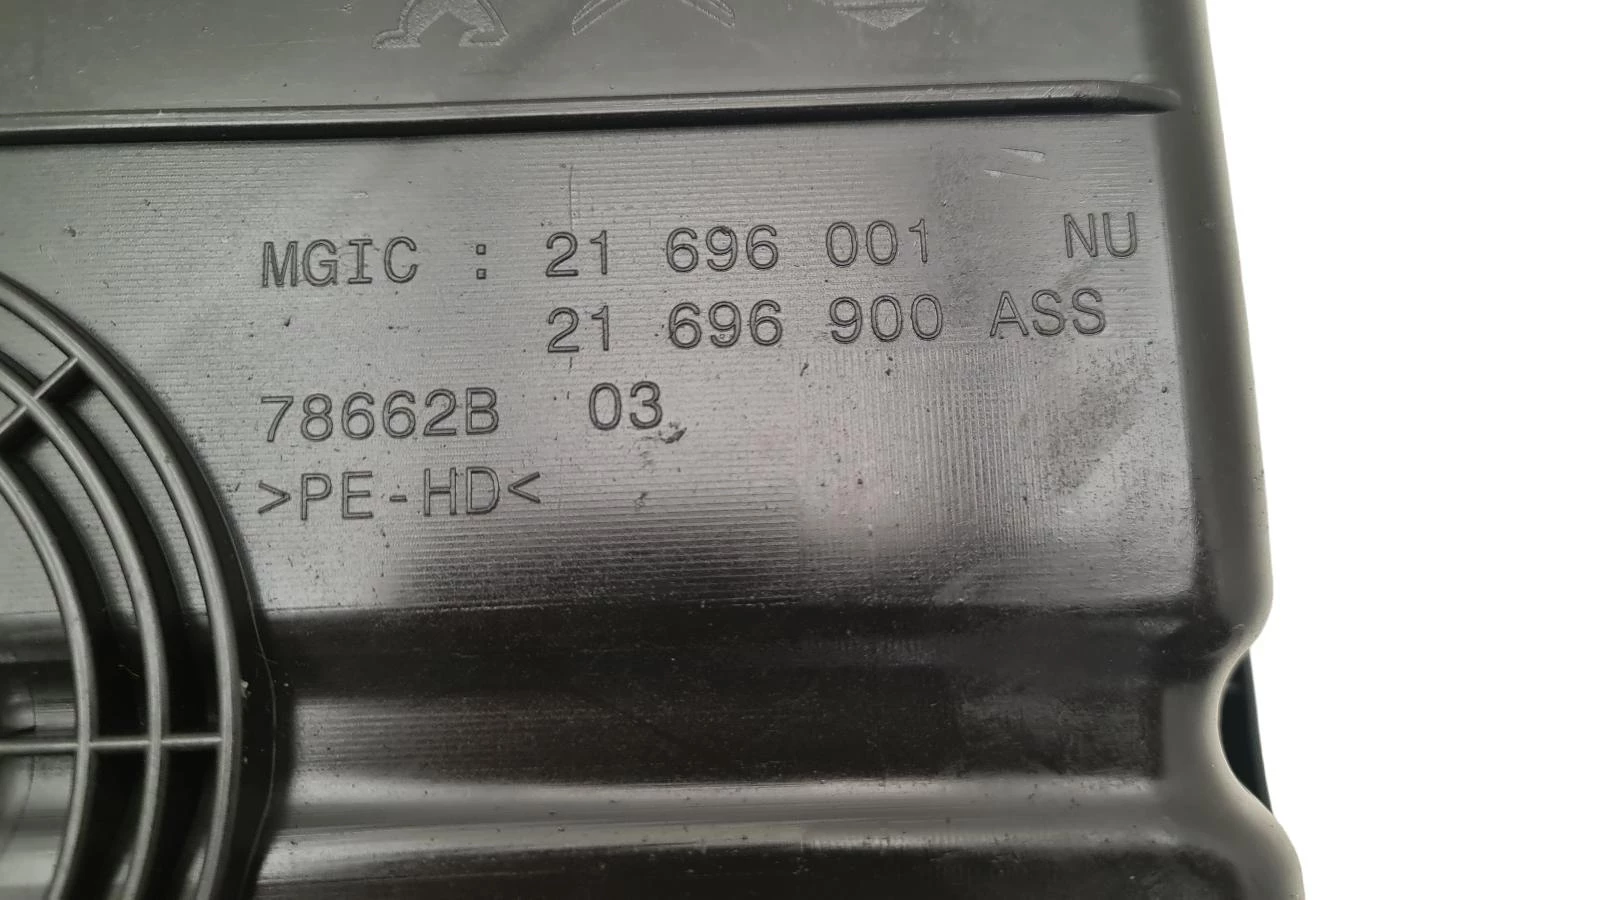 MGIC : 21 696 001 NU
21 696 900 ASS
78662B 03
>PE-HD<